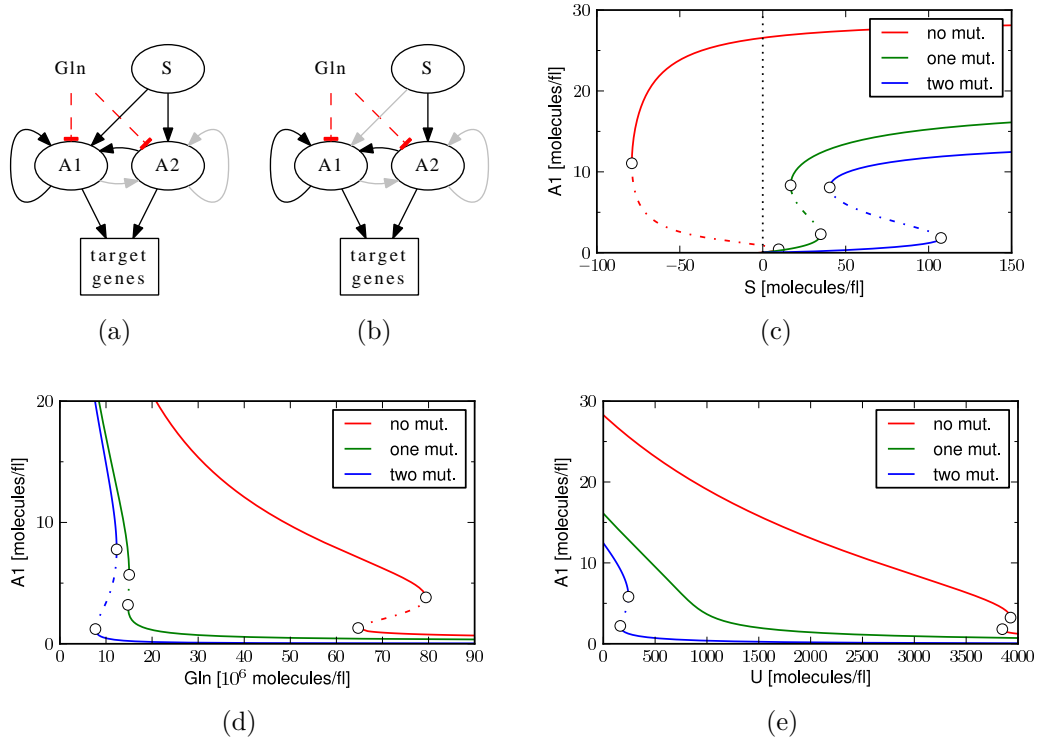 Gln
S
A1
A2
target
genes
(a)
Gln
S
A1
A2
target
genes
(b)
30
20
10
0
A1 [molecules/fl]
no mut.
one mut.
two mut.
−100
−50
0
50
100
150
S [molecules/fl]
(c)
20
10
0
A1 [molecules/fl]
no mut.
one mut.
two mut.
0 10 20 30 40 50 60 70 80 90
Gln [10⁶ molecules/fl]
(d)
30
20
10
0
A1 [molecules/fl]
no mut.
one mut.
two mut.
0 500 1000 1500 2000 2500 3000 3500 4000
U [molecules/fl]
(e)